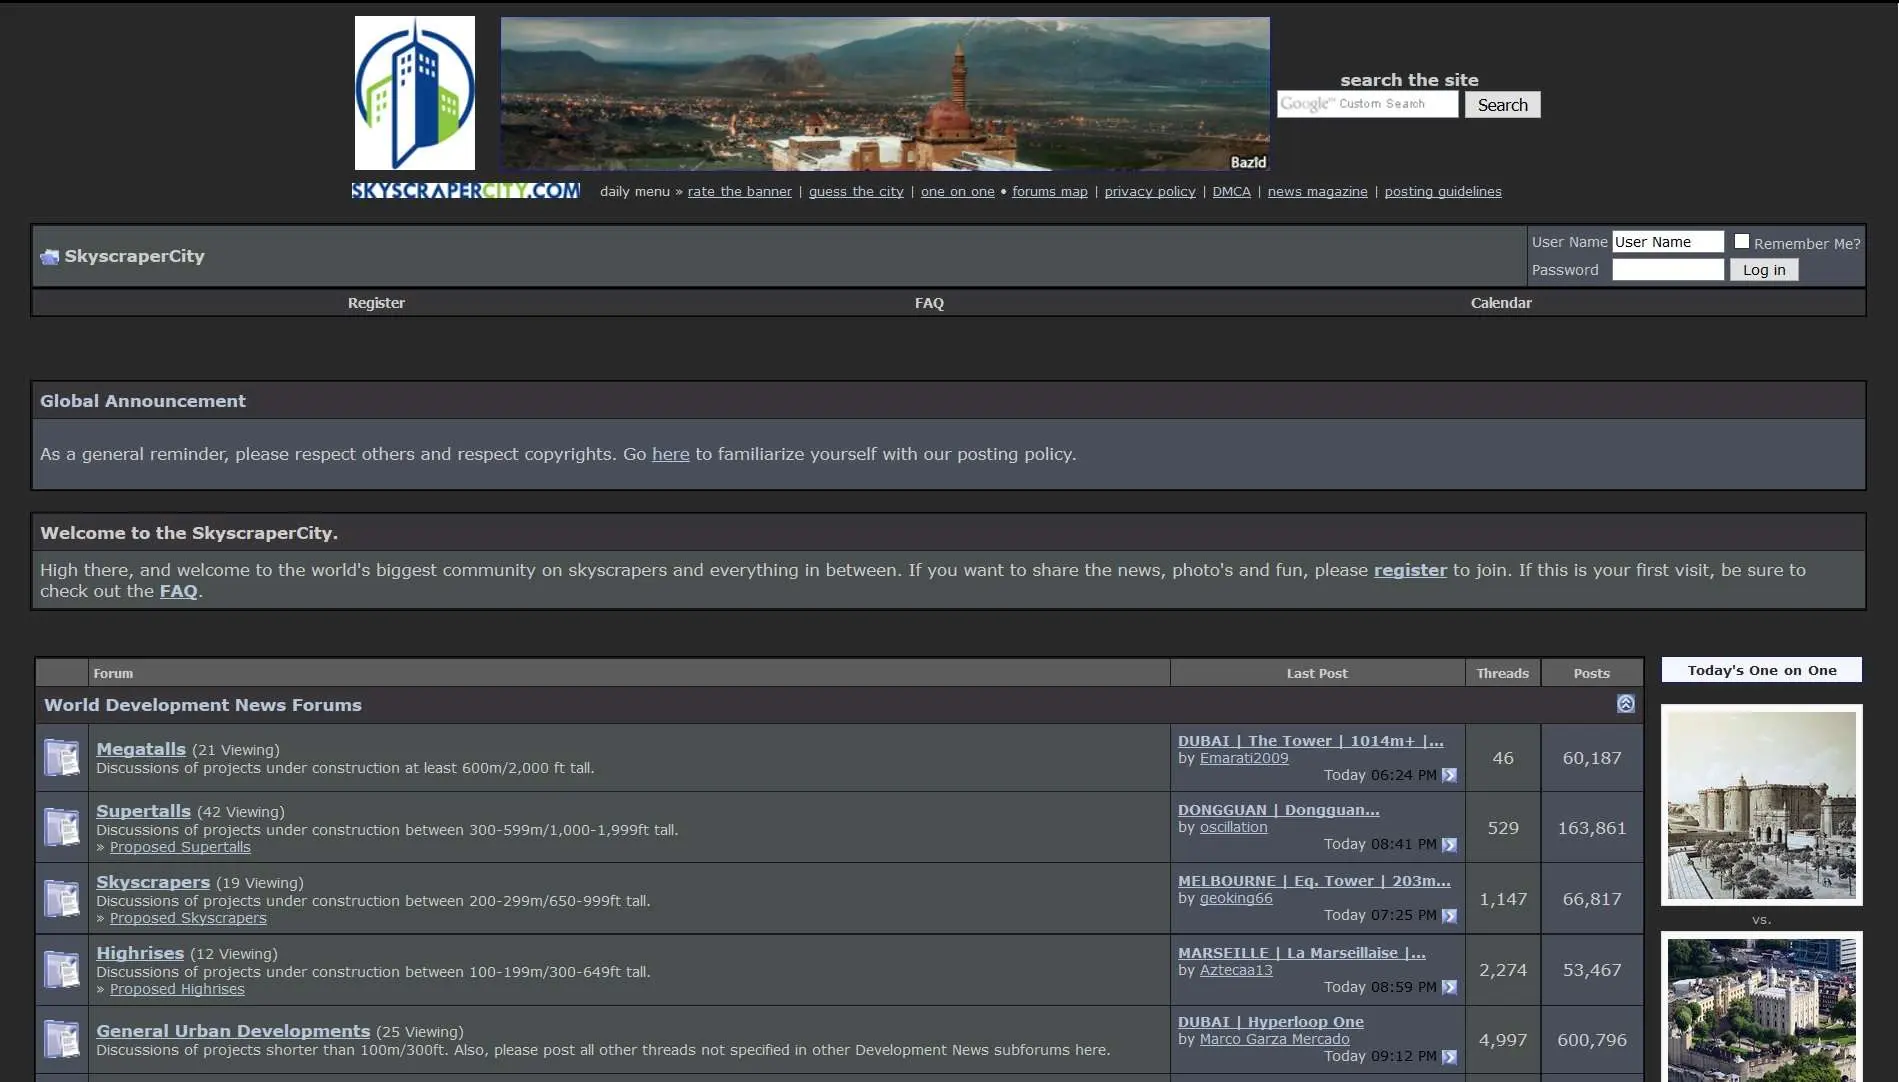 search the site
Google™ Custom Search
Search
BazId
SKYSCRAPERCITY.COM
daily menu » rate the banner | guess the city | one on one • forums map | privacy policy | DMCA | news magazine | posting guidelines
SkyscraperCity
User Name User Name Remember Me?
Password Log in
Register FAQ Calendar
Global Announcement
As a general reminder, please respect others and respect copyrights. Go here to familiarize yourself with our posting policy.
Welcome to the SkyscraperCity.
High there, and welcome to the world's biggest community on skyscrapers and everything in between. If you want to share the news, photo's and fun, please register to join. If this is your first visit, be sure to
check out the FAQ.
Forum Last Post Threads Posts
World Development News Forums
Megatalls (21 Viewing)
Discussions of projects under construction at least 600m/2,000 ft tall.
DUBAI | The Tower | 1014m+ |...
by Emarati2009
Today 06:24 PM
46
60,187
Supertalls (42 Viewing)
Discussions of projects under construction between 300-599m/1,000-1,999ft tall.
» Proposed Supertalls
DONGGUAN | Dongguan...
by oscillation
Today 08:41 PM
529
163,861
Skyscrapers (19 Viewing)
Discussions of projects under construction between 200-299m/650-999ft tall.
» Proposed Skyscrapers
MELBOURNE | Eq. Tower | 203m...
by geoking66
Today 07:25 PM
1,147
66,817
Highrises (12 Viewing)
Discussions of projects under construction between 100-199m/300-649ft tall.
» Proposed Highrises
MARSEILLE | La Marseillaise |...
by Aztecaa13
Today 08:59 PM
2,274
53,467
General Urban Developments (25 Viewing)
Discussions of projects shorter than 100m/300ft. Also, please post all other threads not specified in other Development News subforums here.
DUBAI | Hyperloop One
by Marco Garza Mercado
Today 09:12 PM
4,997
600,796
Today's One on One
vs.